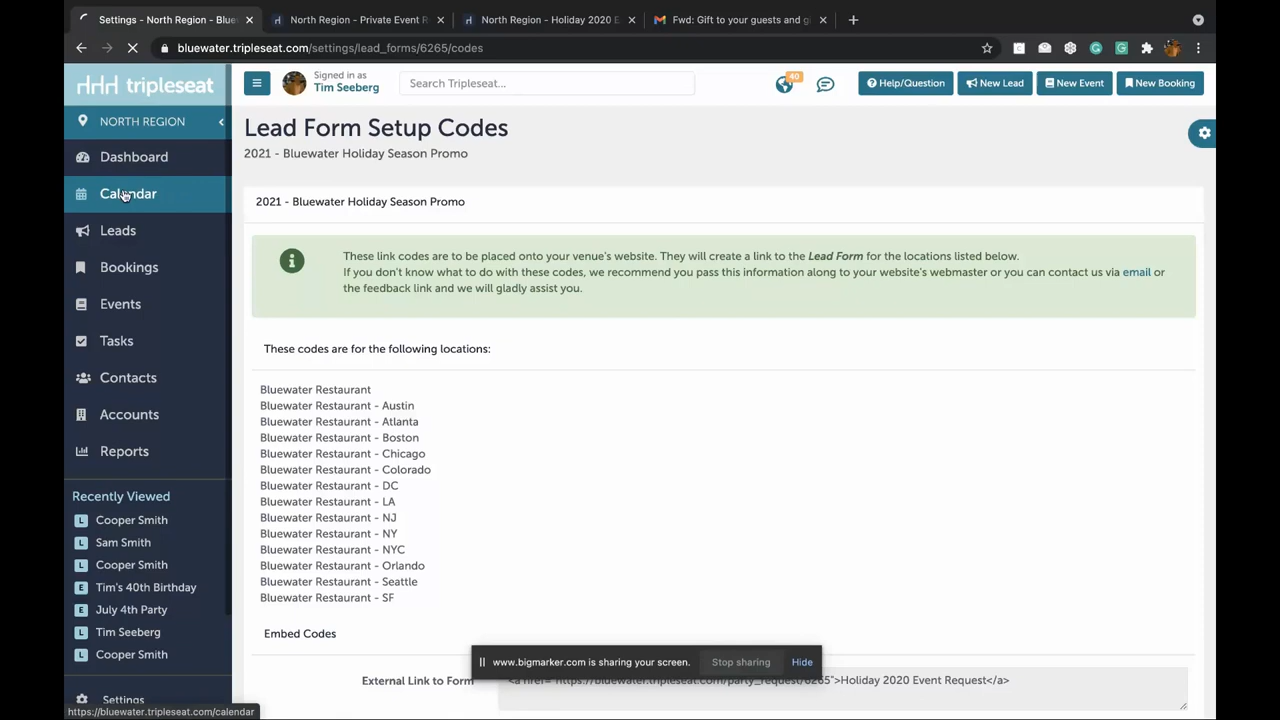 Settings - North Region - Blue
North Region - Private Event R
North Region - Holiday 2020 E
Fwd: Gift to your guests and g
bluewater.tripleseat.com/settings/lead_forms/6265/codes
tripleseat
Signed in as
Tim Seeberg
Search Tripleseat...
40
Help/Question
New Lead
New Event
New Booking
NORTH REGION
Dashboard
Calendar
Leads
Bookings
Events
Tasks
Contacts
Accounts
Reports
Recently Viewed
L Cooper Smith
L Sam Smith
L Cooper Smith
E Tim's 40th Birthday
E July 4th Party
L Tim Seeberg
L Cooper Smith
Settings
https://bluewater.tripleseat.com/calendar
Lead Form Setup Codes
2021 - Bluewater Holiday Season Promo
2021 - Bluewater Holiday Season Promo
These link codes are to be placed onto your venue's website. They will create a link to the Lead Form for the locations listed below.
If you don't know what to do with these codes, we recommend you pass this information along to your website's webmaster or you can contact us via email or
the feedback link and we will gladly assist you.
These codes are for the following locations:
Bluewater Restaurant
Bluewater Restaurant - Austin
Bluewater Restaurant - Atlanta
Bluewater Restaurant - Boston
Bluewater Restaurant - Chicago
Bluewater Restaurant - Colorado
Bluewater Restaurant - DC
Bluewater Restaurant - LA
Bluewater Restaurant - NJ
Bluewater Restaurant - NY
Bluewater Restaurant - NYC
Bluewater Restaurant - Orlando
Bluewater Restaurant - Seattle
Bluewater Restaurant - SF
Embed Codes
www.bigmarker.com is sharing your screen.
Stop sharing
Hide
External Link to Form
<a href="https://bluewater.tripleseat.com/party_request/6265">Holiday 2020 Event Request</a>